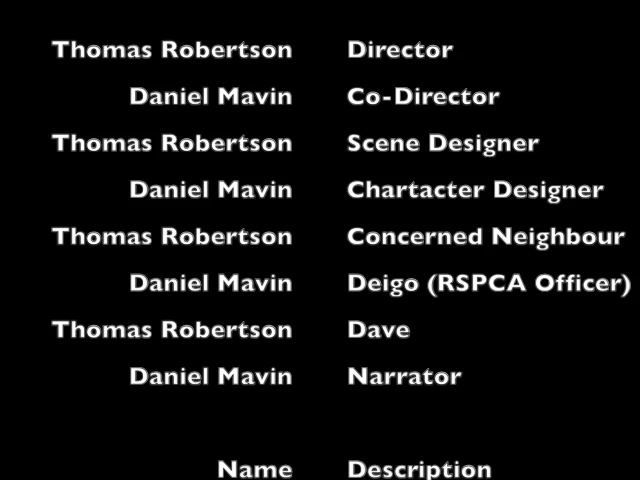 Thomas Robertson Director
Daniel Mavin Co-Director
Thomas Robertson Scene Designer
Daniel Mavin Chartacter Designer
Thomas Robertson Concerned Neighbour
Daniel Mavin Deigo (RSPCA Officer)
Thomas Robertson Dave
Daniel Mavin Narrator
Name Description